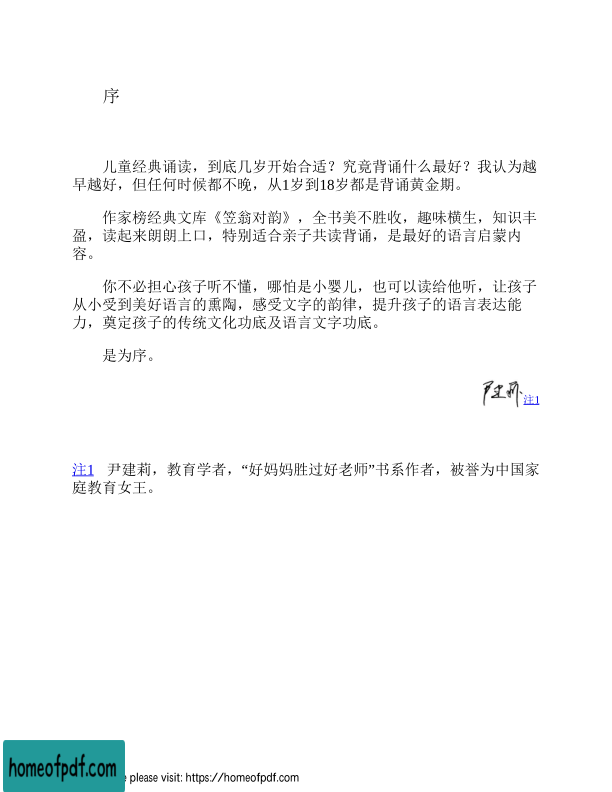 序
儿童经典诵读，到底几岁开始合适？究竟背诵什么最好？我认为越
早越好，但任何时候都不晚，从1岁到18岁都是背诵黄金期。
作家榜经典文库《笠翁对韵》，全书美不胜收，趣味横生，知识丰
盈，读起来朗朗上口，特别适合亲子共读背诵，是最好的语言启蒙内
容。
你不必担心孩子听不懂，哪怕是小婴儿，也可以读给他听，让孩子
从小受到美好语言的熏陶，感受文字的韵律，提升孩子的语言表达能
力，奠定孩子的传统文化功底及语言文字功底。
是为序。
尹建莉 注1
注1 尹建莉，教育学者，“好妈妈胜过好老师”书系作者，被誉为中国家
庭教育女王。
homeofpdf.com
e please visit: https://homeofpdf.com